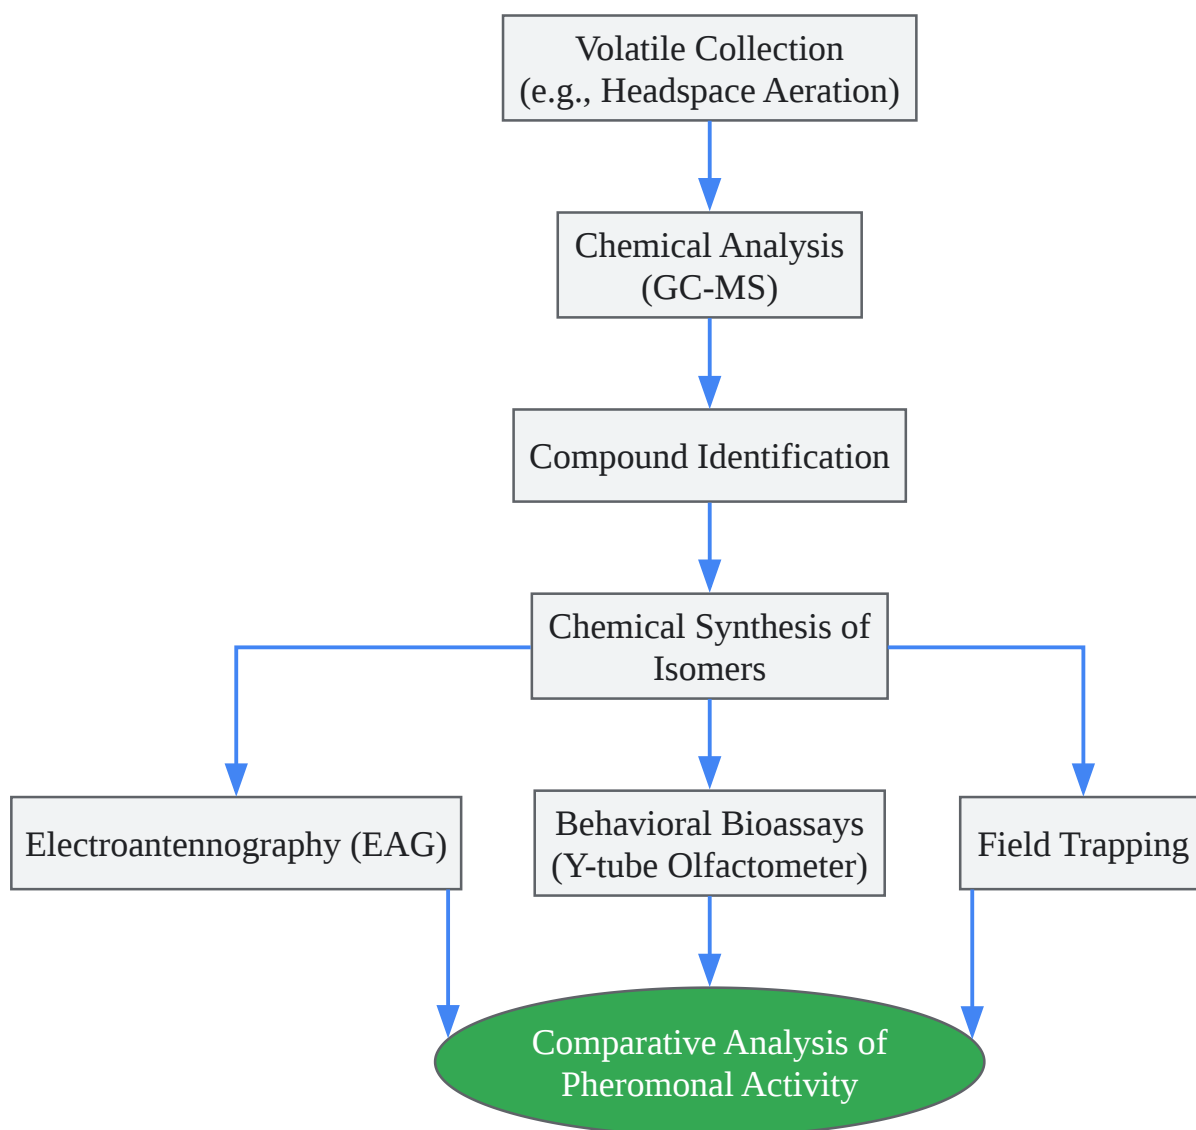 Volatile Collection
(e.g., Headspace Aeration)
Chemical Analysis
(GC-MS)
Compound Identification
Chemical Synthesis of
Isomers
Electroantennography (EAG)
Behavioral Bioassays
(Y-tube Olfactometer)
Field Trapping
Comparative Analysis of
Pheromonal Activity